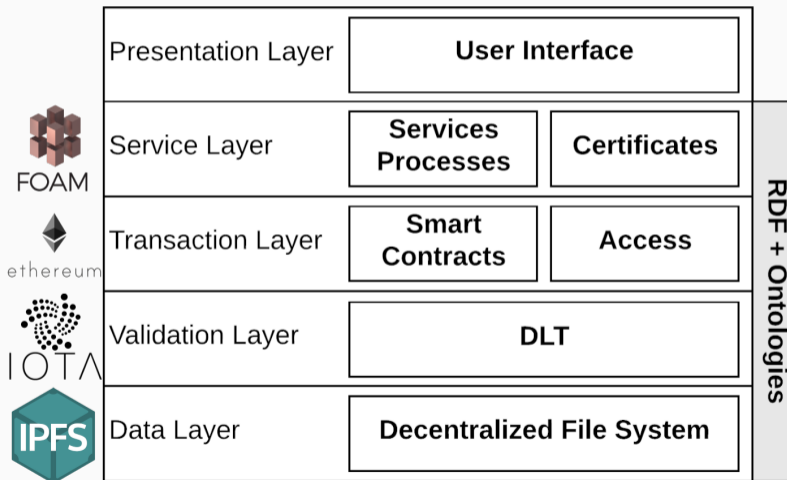 Presentation Layer
User Interface
FOAM
Service Layer
Services
Processes
Certificates
ethereum
Transaction Layer
Smart
Contracts
Access
IOTA
Validation Layer
DLT
IPFS
Data Layer
Decentralized File System
RDF + Ontologies